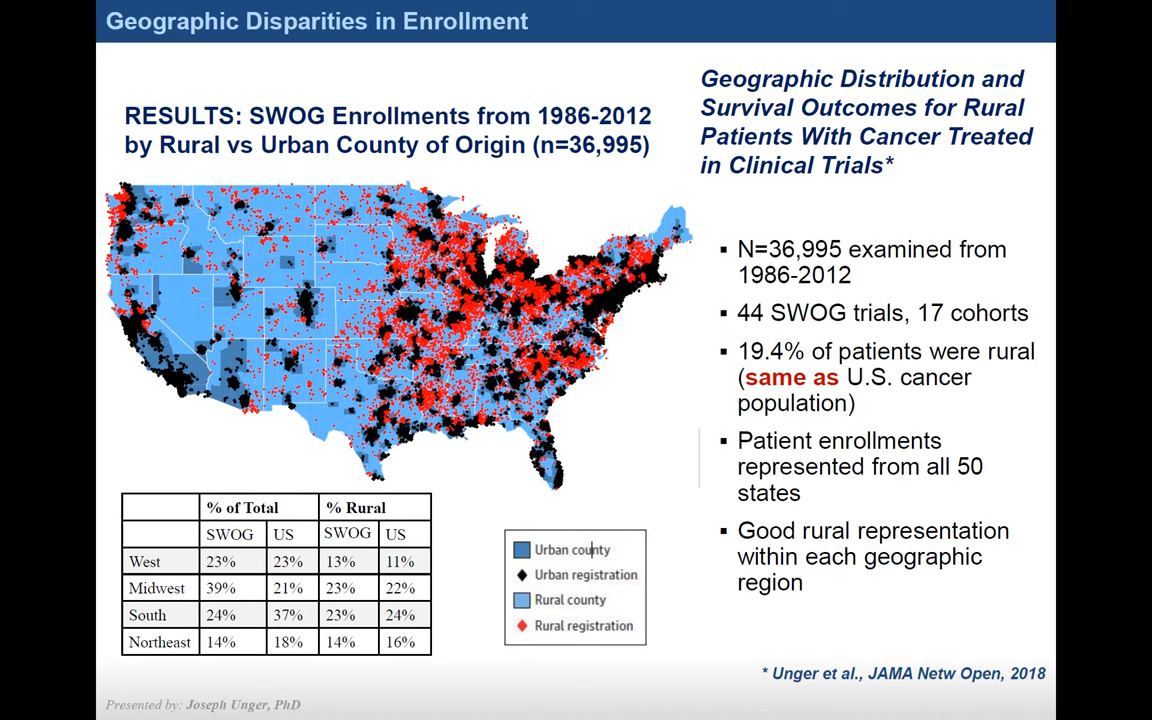 Geographic Disparities in Enrollment
RESULTS: SWOG Enrollments from 1986-2012
by Rural vs Urban County of Origin (n=36,995)
Geographic Distribution and
Survival Outcomes for Rural
Patients With Cancer Treated
in Clinical Trials*
▪ N=36,995 examined from
1986-2012
▪ 44 SWOG trials, 17 cohorts
▪ 19.4% of patients were rural
(same as U.S. cancer
population)
▪ Patient enrollments
represented from all 50
states
▪ Good rural representation
within each geographic
region
% of Total % Rural
SWOG US SWOG US
West 23% 23% 13% 11%
Midwest 39% 21% 23% 22%
South 24% 37% 23% 24%
Northeast 14% 18% 14% 16%
Urban county
Urban registration
Rural county
Rural registration
* Unger et al., JAMA Netw Open, 2018
Presented by: Joseph Unger, PhD